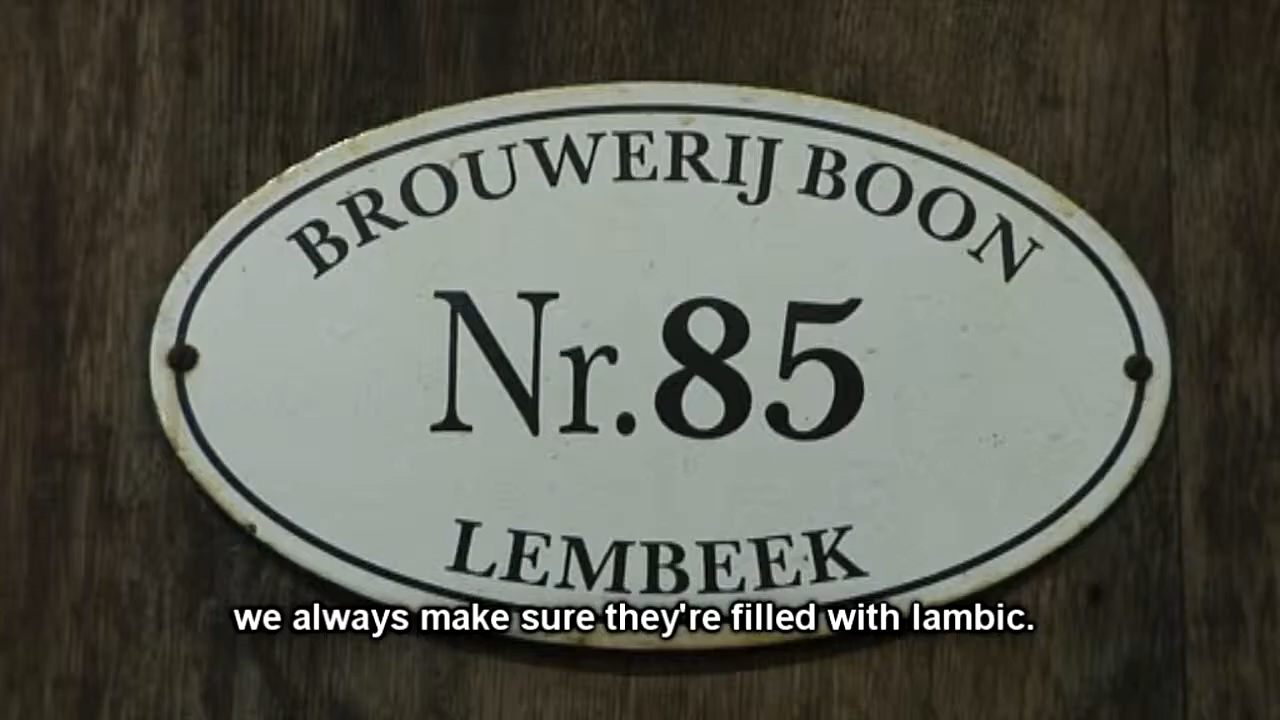 BROUWERIJ BOON
Nr.85
LEMBEEK
we always make sure they're filled with lambic.